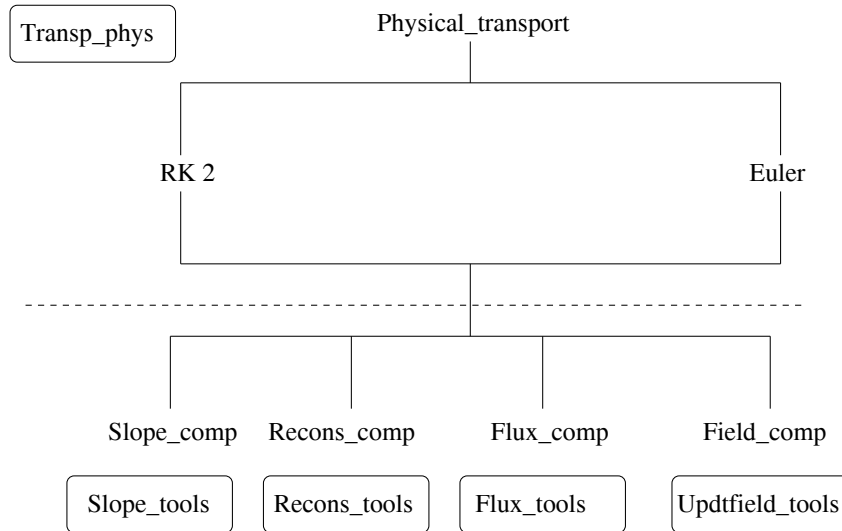 Transp_phys
Physical_transport
RK 2
Euler
Slope_comp
Recons_comp
Flux_comp
Field_comp
Slope_tools
Recons_tools
Flux_tools
Updtfield_tools